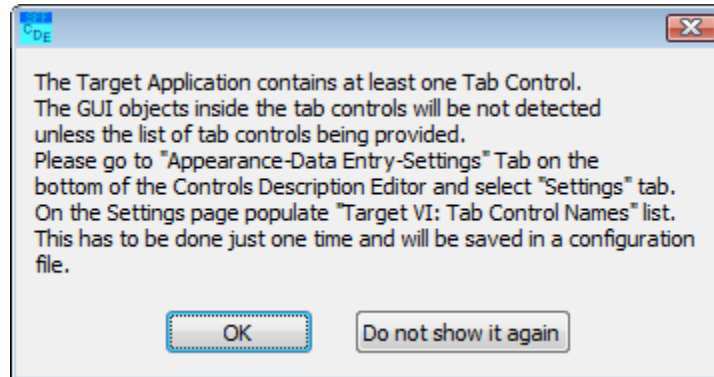 SFF
CDE
The Target Application contains at least one Tab Control.
The GUI objects inside the tab controls will be not detected
unless the list of tab controls being provided.
Please go to "Appearance-Data Entry-Settings" Tab on the
bottom of the Controls Description Editor and select "Settings" tab.
On the Settings page populate "Target VI: Tab Control Names" list.
This has to be done just one time and will be saved in a configuration
file.
OK
Do not show it again